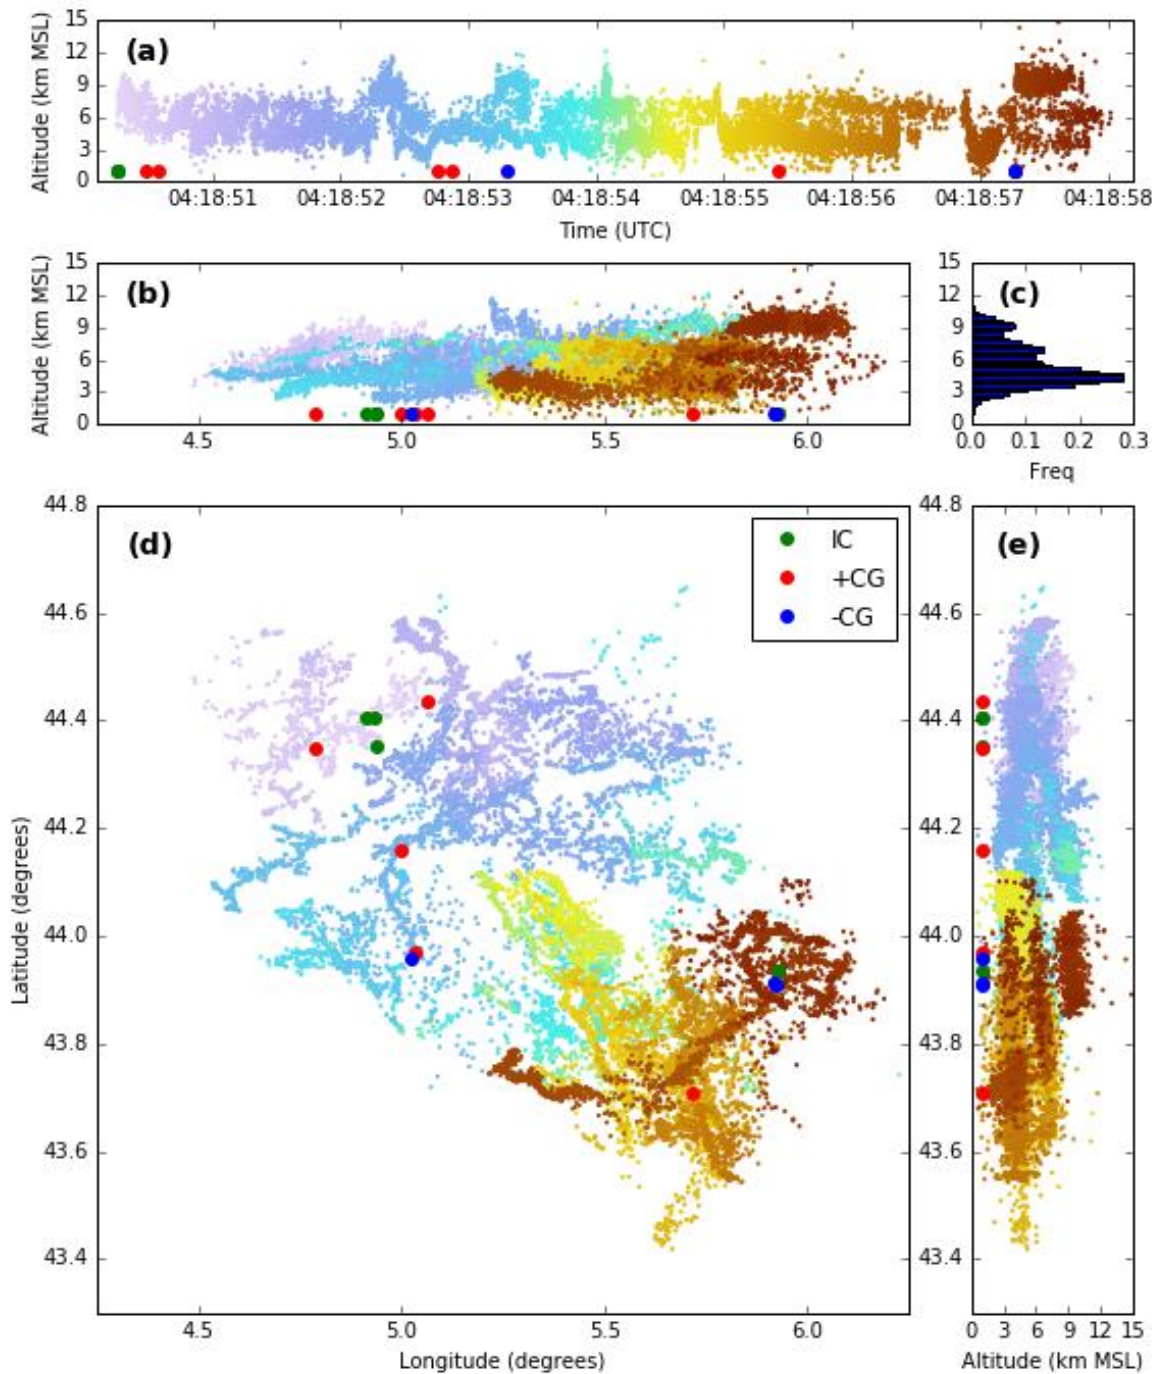 (a)
Altitude (km MSL)
15
12
9
6
3
0
04:18:51 04:18:52 04:18:53 04:18:54 04:18:55 04:18:56 04:18:57 04:18:58
Time (UTC)
(b)
Altitude (km MSL)
15
12
9
6
3
0
4.5 5.0 5.5 6.0
(c)
15
12
9
6
3
0
0.0 0.1 0.2 0.3
Freq
(d)
IC
+CG
-CG
Latitude (degrees)
44.8
44.6
44.4
44.2
44.0
43.8
43.6
43.4
4.5 5.0 5.5 6.0
Longitude (degrees)
(e)
44.8
44.6
44.4
44.2
44.0
43.8
43.6
43.4
0 3 6 9 12 15
Altitude (km MSL)